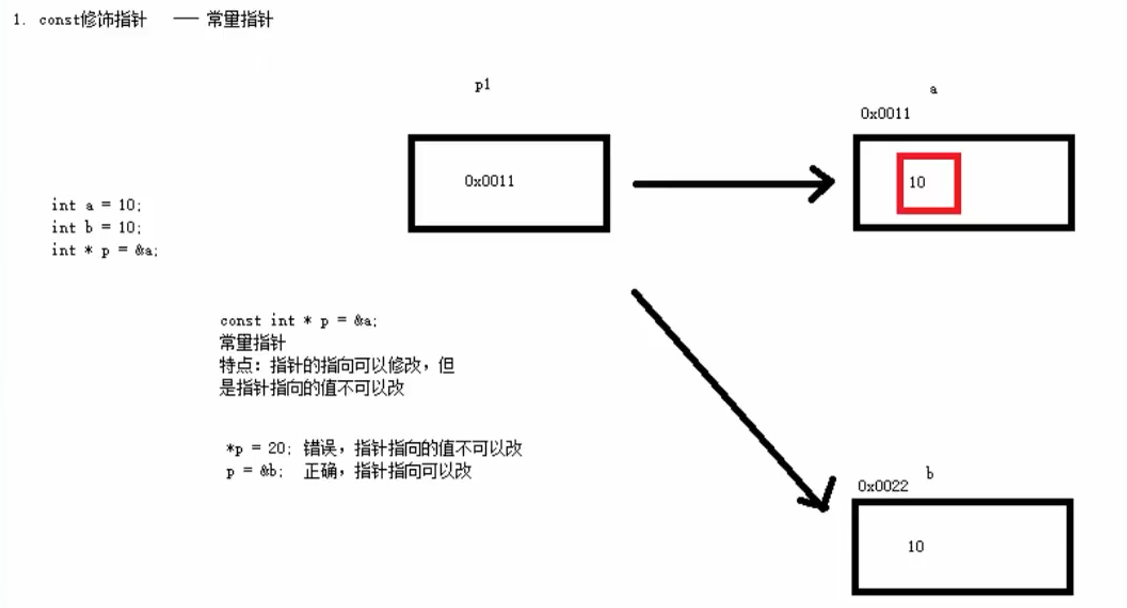 1. const修饰指针 —— 常量指针
p1
a
0x0011
0x0011
10
int a = 10;
int b = 10;
int * p = &a;
const int * p = &a;
常量指针
特点：指针的指向可以修改，但
是指针指向的值不可以改
*p = 20; 错误，指针指向的值不可以改
p = &b; 正确，指针指向可以改
b
0x0022
10